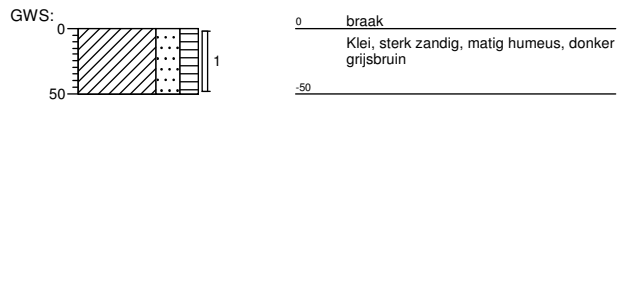 GWS:
0
50
1
0 braak
Klei, sterk zandig, matig humeus, donker
grijsbruin
-50